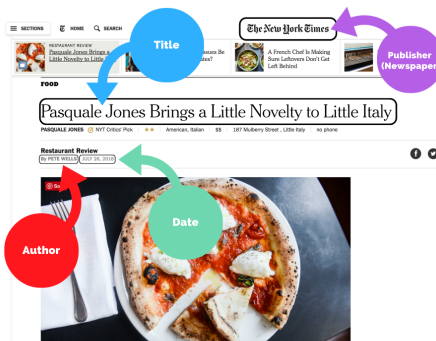 SECTIONS
HOME
SEARCH
The New York Times
RESTAURANT REVIEW
Pasquale Jones Brings a
Little Novelty to Little
Title
A French Chef Is Making
Sure Leftovers Don't Get
Left Behind
Publisher
(Newspaper
FOOD
Pasquale Jones Brings a Little Novelty to Little Italy
PASQUALE JONES NYT Critics' Pick ★★ American, Italian $$ 187 Mulberry Street, Little Italy no phone
Restaurant Review
By PETE WELLS JULY 26, 2016
Date
Author